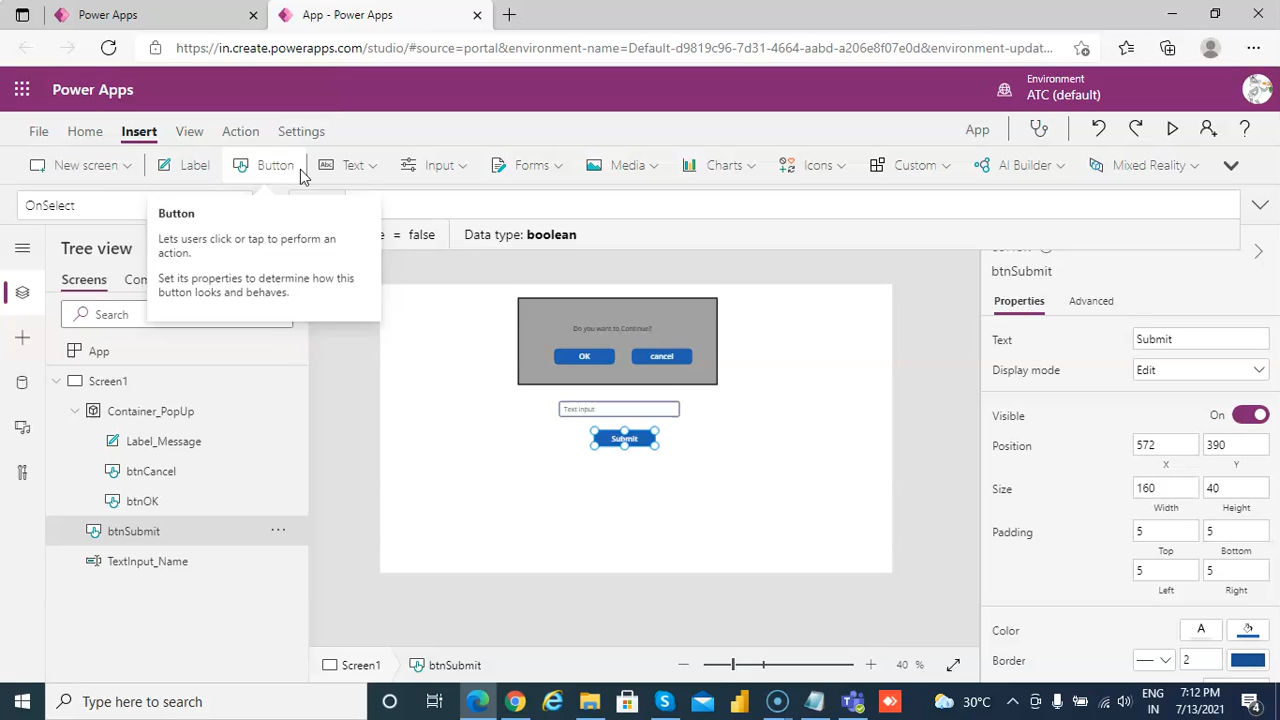 Power Apps
App - Power Apps
https://in.create.powerapps.com/studio/#source=portal&environment-name=Default-d9819c96-7d31-4664-aabd-a206e8f07e0d&environment-updat...
Power Apps
Environment
ATC (default)
File
Home
Insert
View
Action
Settings
App
New screen
Label
Button
Abc
Text
Input
Forms
Media
Charts
Icons
Custom
AI Builder
Mixed Reality
OnSelect
Button
Lets users click or tap to perform an
action.
Set its properties to determine how this
button looks and behaves.
= false
Data type: boolean
Tree view
Screens
Search
App
Screen1
Container_PopUp
Label_Message
btnCancel
btnOK
btnSubmit
TextInput_Name
Do you want to Continue?
OK
cancel
Text input
Submit
btnSubmit
Properties
Advanced
Text
Submit
Display mode
Edit
Visible
On
Position
572
390
X
Y
Size
160
40
Width
Height
Padding
5
5
Top
Bottom
5
5
Left
Right
Color
A
Border
2
Screen1
btnSubmit
40 %
Type here to search
30°C
ENG
IN
7:12 PM
7/13/2021
4